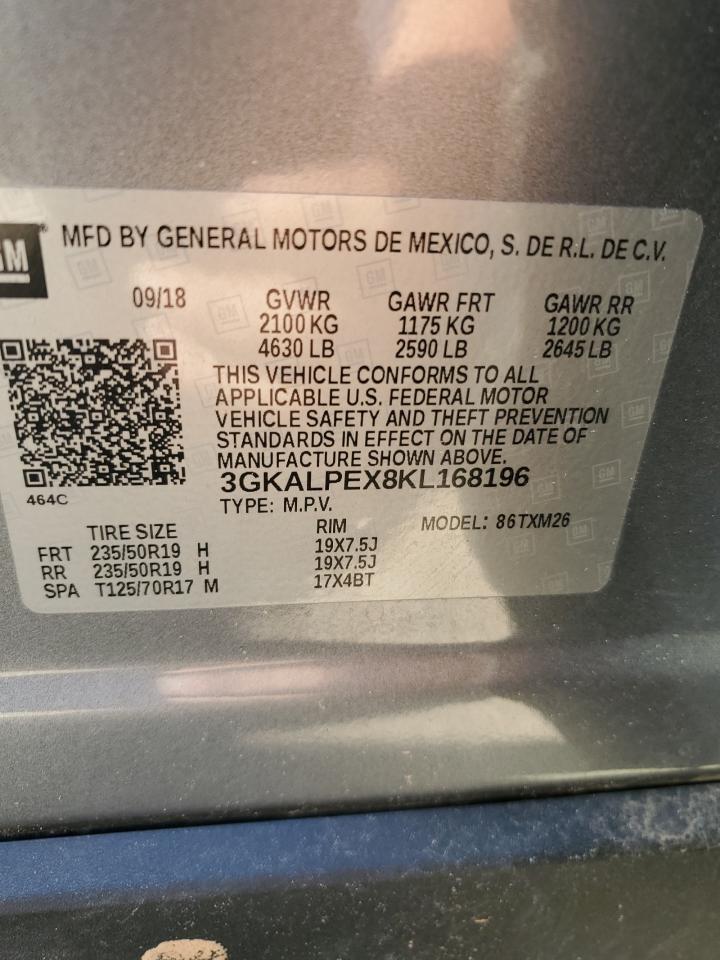 GM®
MFD BY GENERAL MOTORS DE MEXICO, S. DE R.L. DE C.V.
09/18 GVWR GAWR FRT GAWR RR
2100 KG 1175 KG 1200 KG
4630 LB 2590 LB 2645 LB
THIS VEHICLE CONFORMS TO ALL
APPLICABLE U.S. FEDERAL MOTOR
VEHICLE SAFETY AND THEFT PREVENTION
STANDARDS IN EFFECT ON THE DATE OF
MANUFACTURE SHOWN ABOVE.
3GKALPEX8KL168196
464C
TYPE: M.P.V.
TIRE SIZE RIM MODEL: 86TXM26
FRT 235/50R19 H 19X7.5J
RR 235/50R19 H 19X7.5J
SPA T125/70R17 M 17X4BT